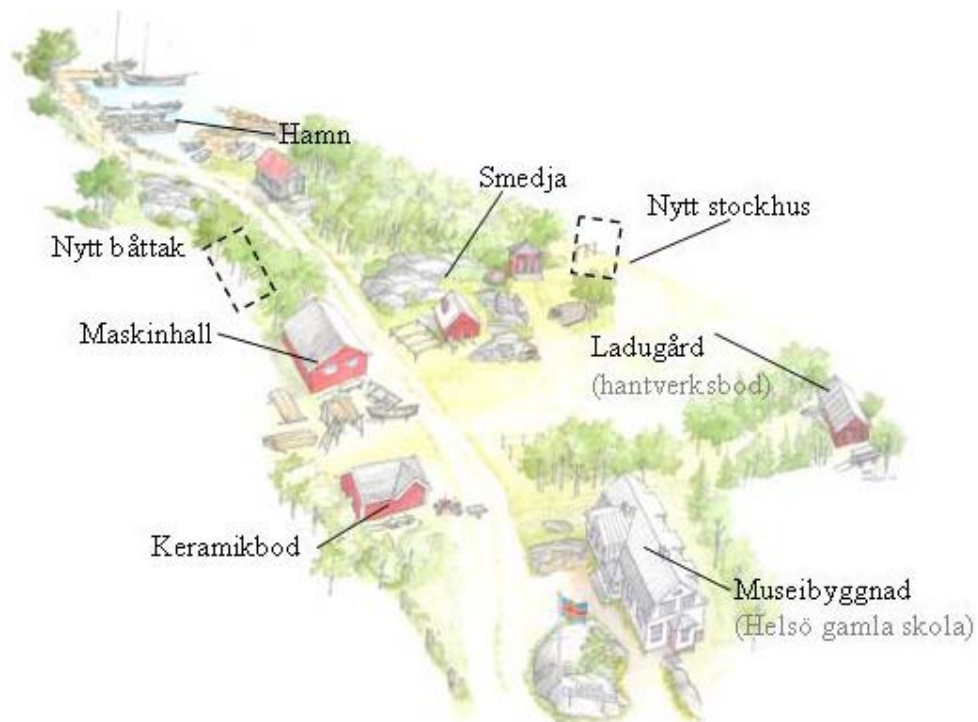 Hamn
Smedja
Nytt stockhus
Nytt båttak
Maskinhall
Ladugård
(hantverksbod)
Keramikbod
Museibyggnad
(Helsö gamla skola)